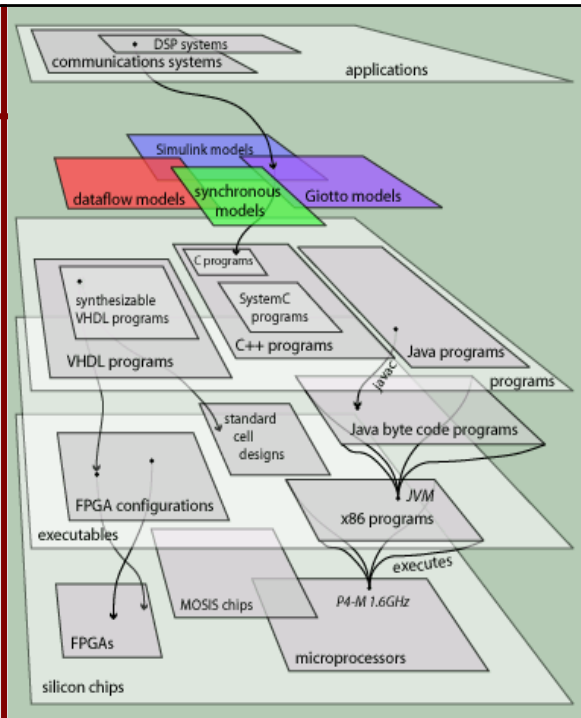 DSP systems
communications systems
applications
Simulink models
dataflow models
synchronous
models
Giotto models
C programs
synthesizable
VHDL programs
SystemC
programs
VHDL programs
C++ programs
Java programs
javac
programs
standard
cell
designs
Java byte code programs
FPGA configurations
JVM
x86 programs
executables
executes
MOSIS chips
P4-M 1.6GHz
FPGAs
microprocessors
silicon chips